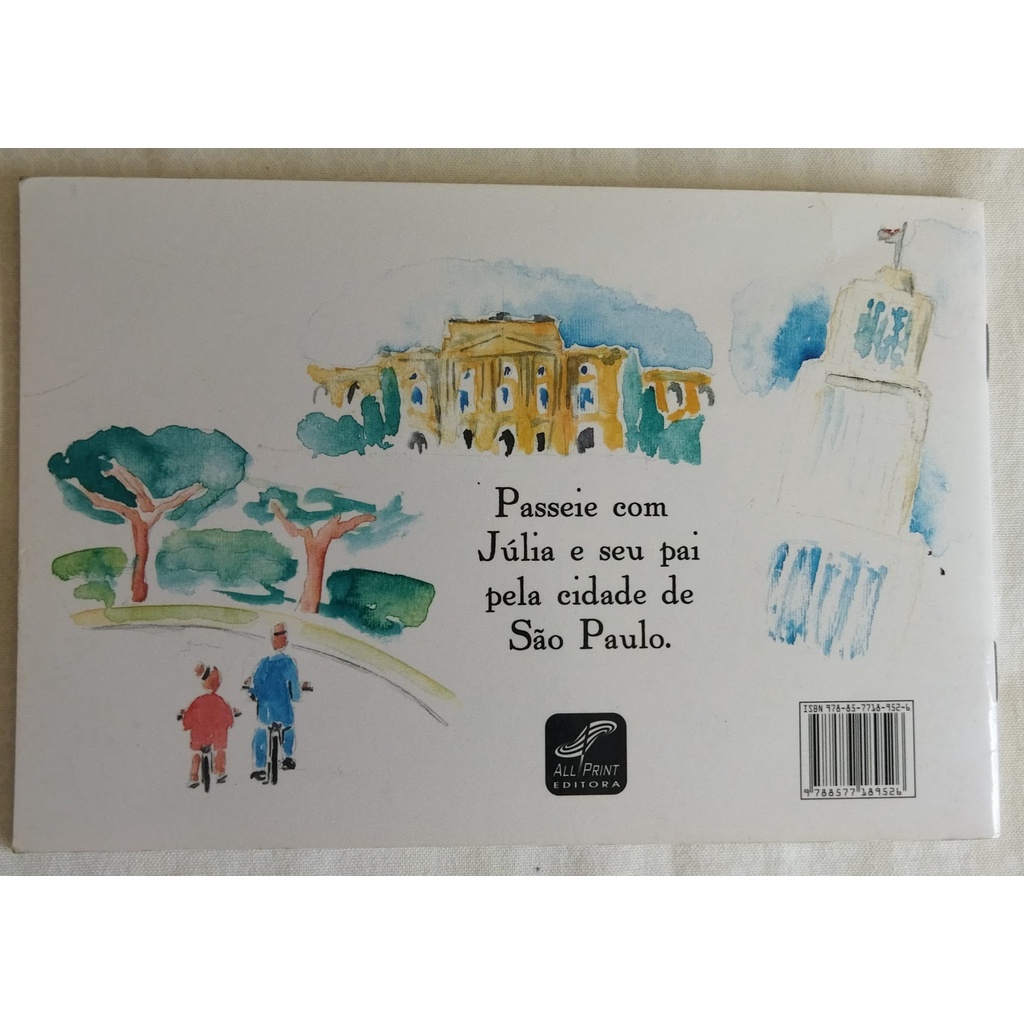 Passeie com
Júlia e seu pai
pela cidade de
São Paulo.
ALL PRINT
EDITORA
ISBN 978-85-7718-952-6
9 788577 189526